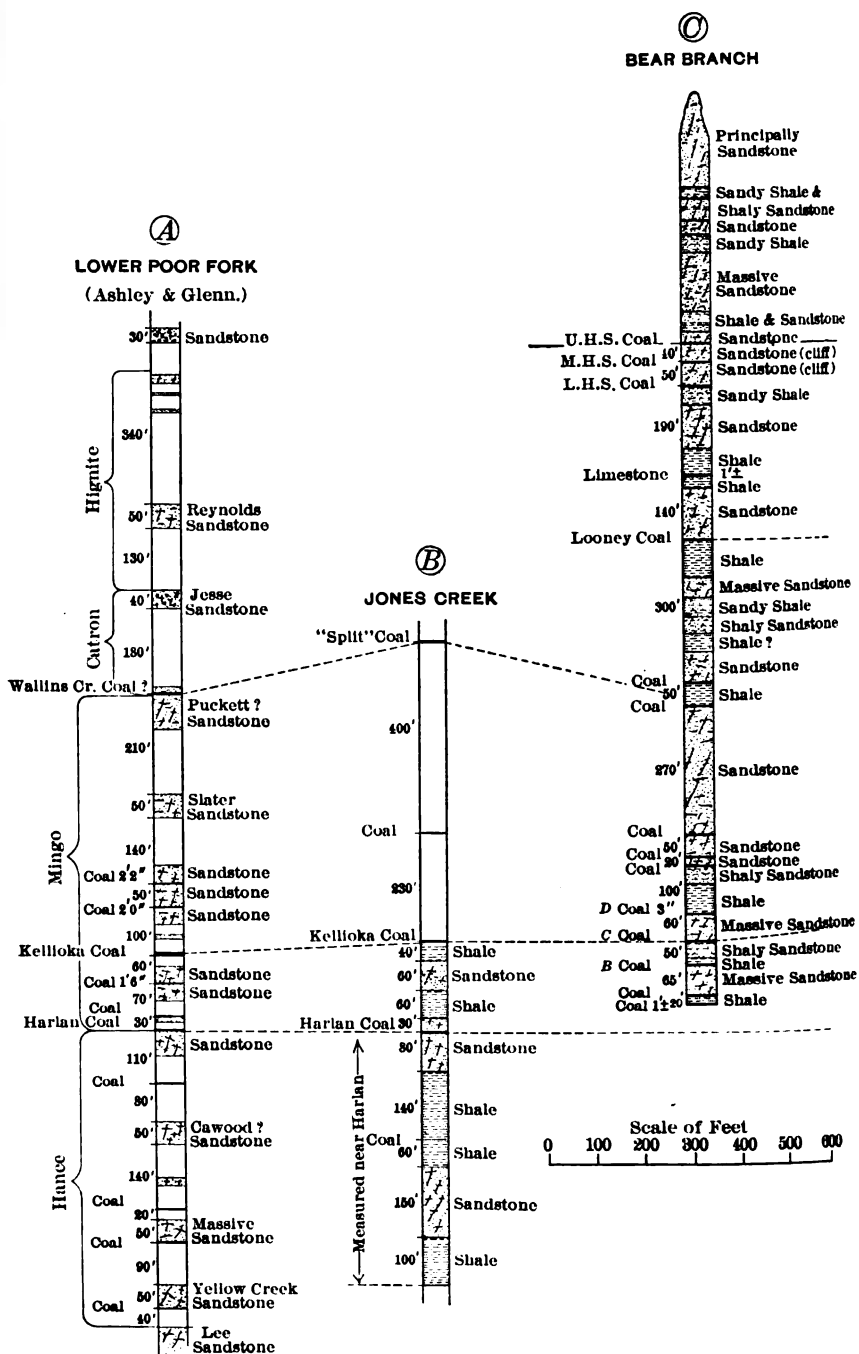 C
BEAR BRANCH
Principally
Sandstone
Sandy Shale &
Shaly Sandstone
Sandstone
Sandy Shale
Massive
Sandstone
Shale & Sandstone
U.H.S. Coal
Sandstone
40'
Sandstone (cliff)
M.H.S. Coal
50'
Sandstone (cliff)
L.H.S. Coal
Sandy Shale
190'
Sandstone
Shale
Limestone
1'±
Shale
140'
Sandstone
Looney Coal
Shale
Massive Sandstone
300'
Sandy Shale
Shaly Sandstone
Shale ?
Sandstone
Coal
50'
Shale
Coal
270'
Sandstone
Coal
50'
Sandstone
Coal
20'
Sandstone
Coal
Shaly Sandstone
100'
Shale
D Coal 3"
60'
Massive Sandstone
C Coal
50'
Shaly Sandstone
B Coal
Shale
65'
Massive Sandstone
Coal
Coal 1'± 20'
Shale
A
LOWER POOR FORK
(Ashley & Glenn.)
30'
Sandstone
Hignite
340'
50'
Reynolds
Sandstone
130'
Catron
40'
Jesse
Sandstone
180'
Wallins Cr. Coal ?
Mingo
Puckett ?
Sandstone
210'
50'
Slater
Sandstone
140'
Coal 2'2"
Sandstone
50'
Sandstone
Coal 2'0"
Sandstone
100'
Kellioka Coal
60'
Sandstone
Coal 1'6"
70'
Sandstone
Coal
Harlan Coal
30'
Hance
Sandstone
110'
Coal
80'
50'
Cawood ?
Sandstone
140'
Coal
20'
50'
Massive
Sandstone
Coal
90'
50'
Yellow Creek
Sandstone
Coal
40'
Lee
Sandstone
B
JONES CREEK
"Split" Coal
400'
Coal
230'
Kellioka Coal
40'
Shale
60'
Sandstone
60'
Shale
Harlan Coal
30'
80'
Sandstone
Measured near Harlan
140'
Shale
Coal
60'
Shale
150'
Sandstone
100'
Shale
Scale of Feet
0 100 200 300 400 500 600